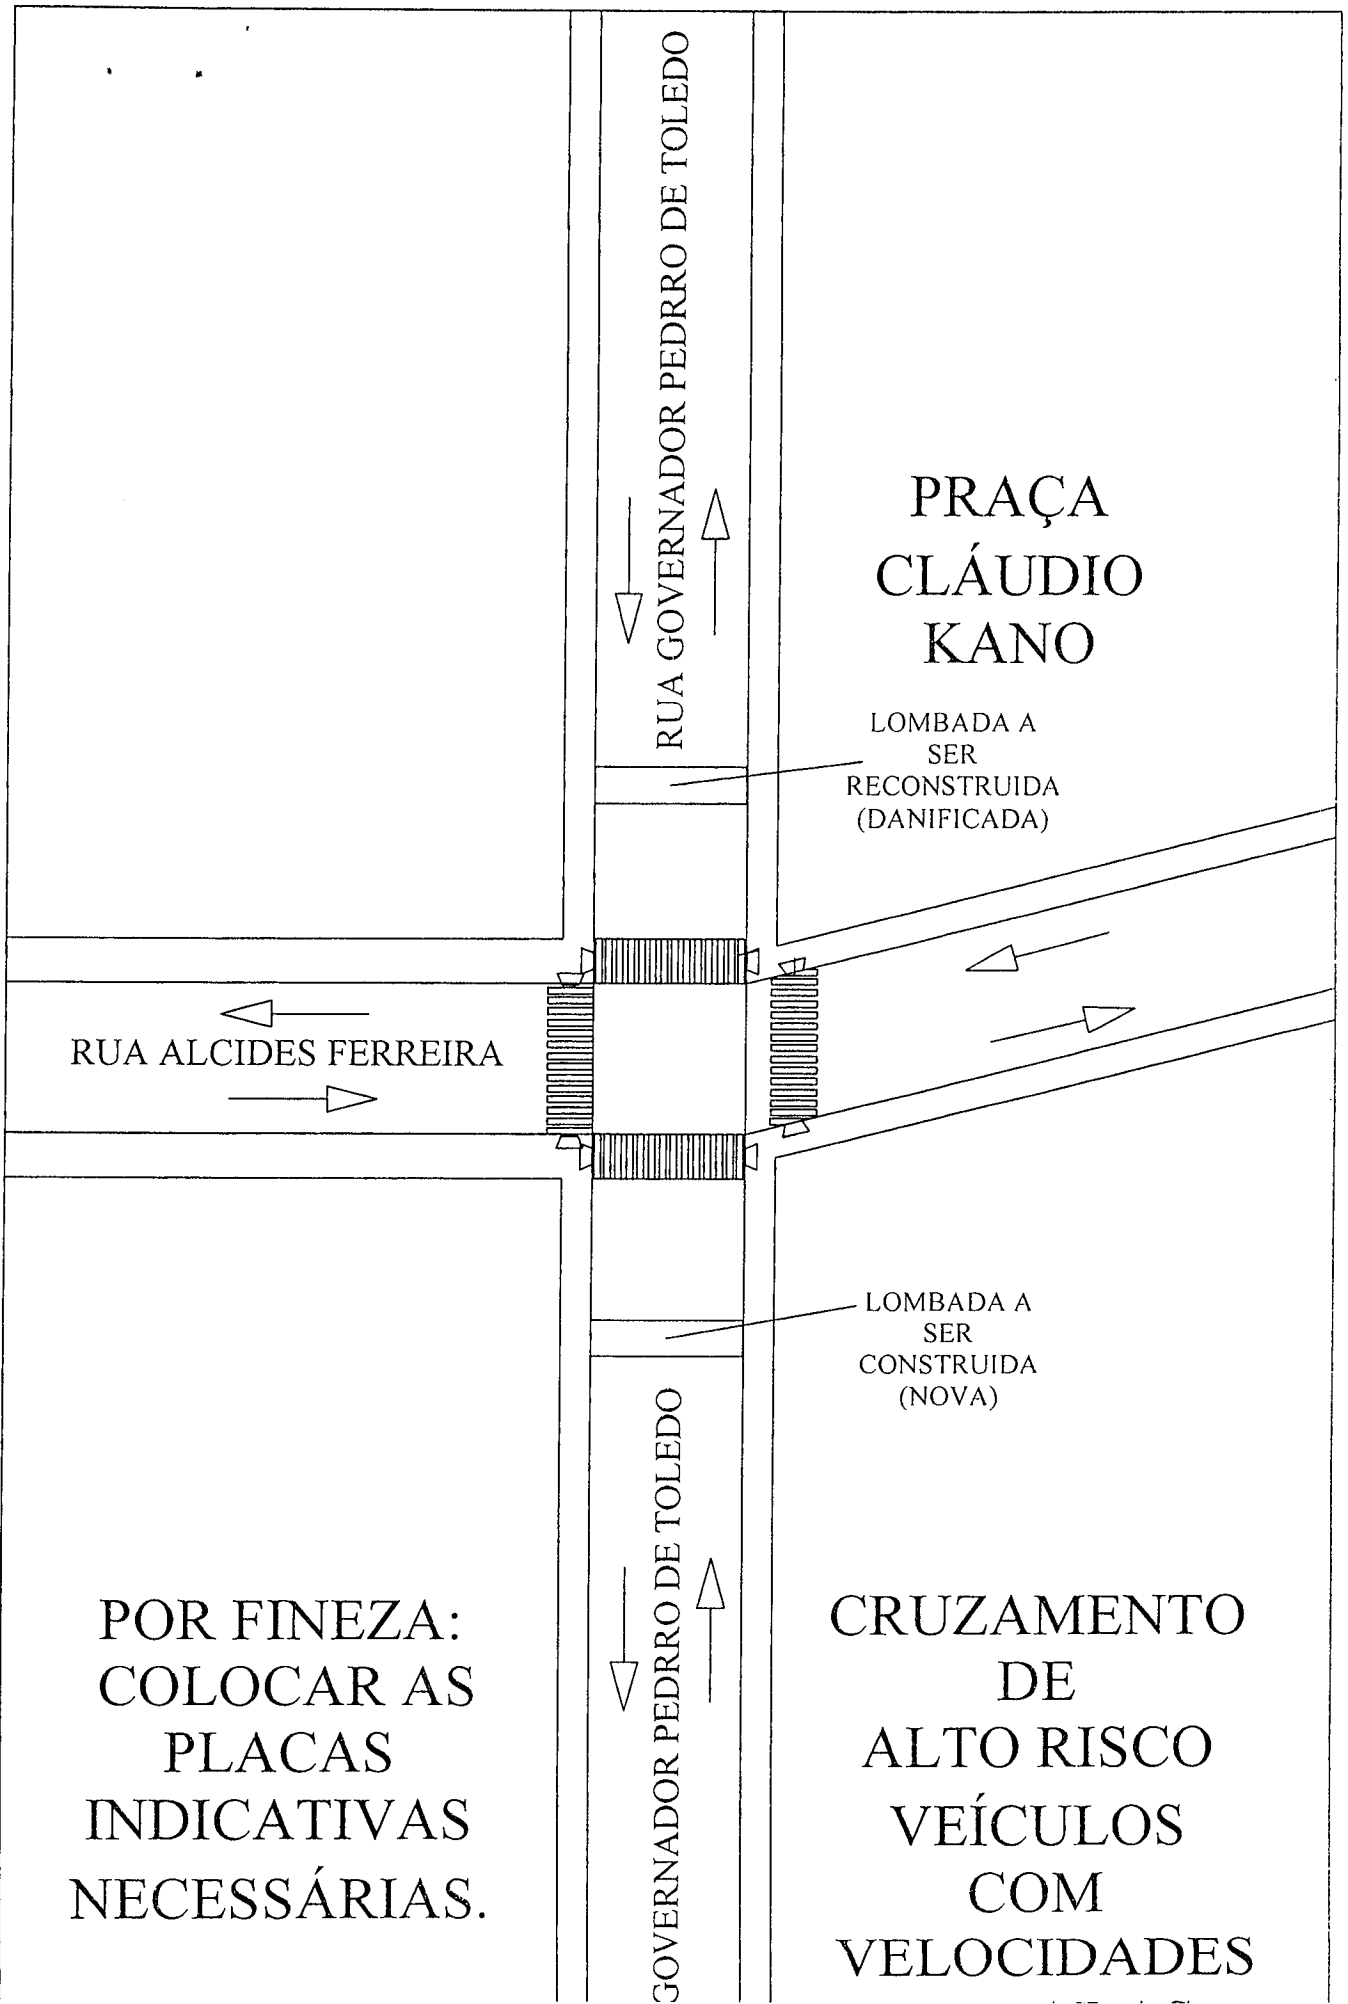 RUA GOVERNADOR PEDRRO DE TOLEDO
PRAÇA
CLÁUDIO
KANO
LOMBADA A
SER
RECONSTRUIDA
(DANIFICADA)
RUA ALCIDES FERREIRA
LOMBADA A
SER
CONSTRUIDA
(NOVA)
GOVERNADOR PEDRRO DE TOLEDO
POR FINEZA:
COLOCAR AS
PLACAS
INDICATIVAS
NECESSÁRIAS.
CRUZAMENTO
DE
ALTO RISCO
VEÍCULOS
COM
VELOCIDADES